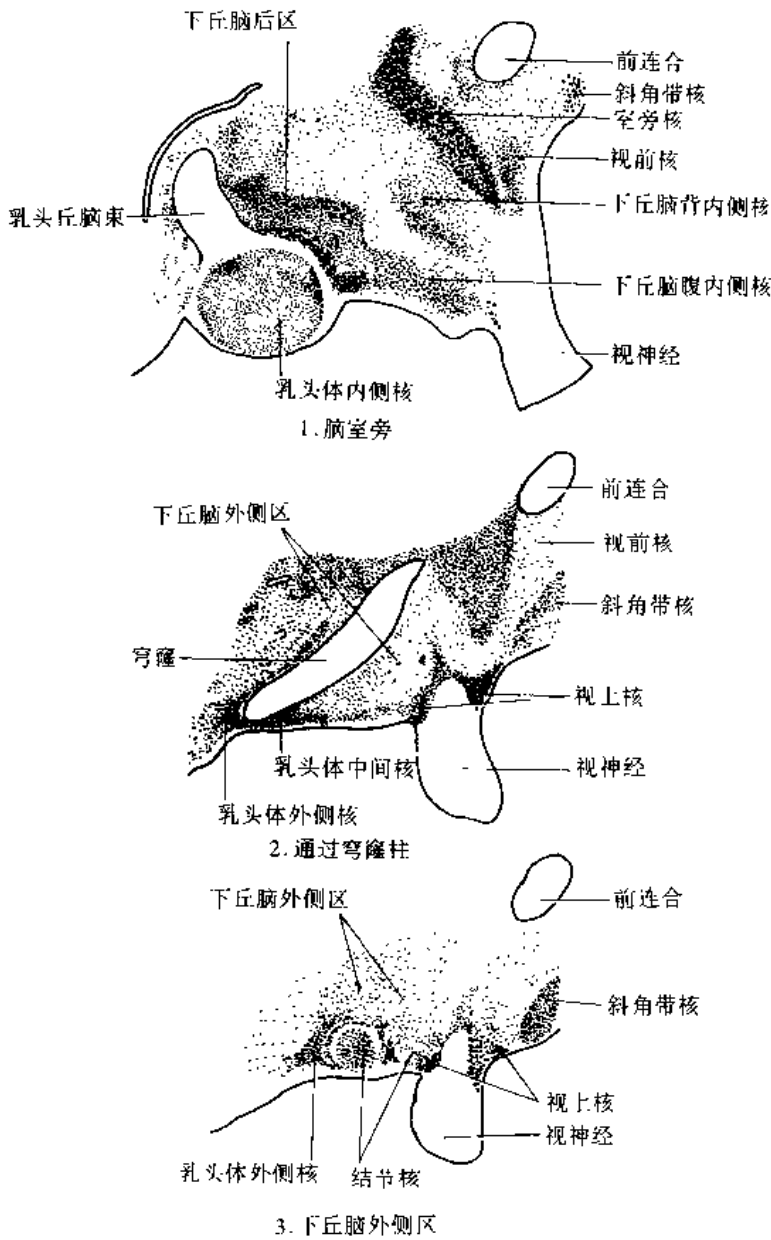 下丘脑后区
前连合
斜角带核
室旁核
视前核
乳头丘脑束
下丘脑背内侧核
下丘脑腹内侧核
视神经
乳头体内侧核
1.脑室旁
前连合
下丘脑外侧区
视前核
斜角带核
穹窿
视上核
乳头体中间核
视神经
乳头体外侧核
2.通过穹窿柱
下丘脑外侧区
前连合
斜角带核
视上核
视神经
乳头体外侧核
结节核
3.下丘脑外侧区